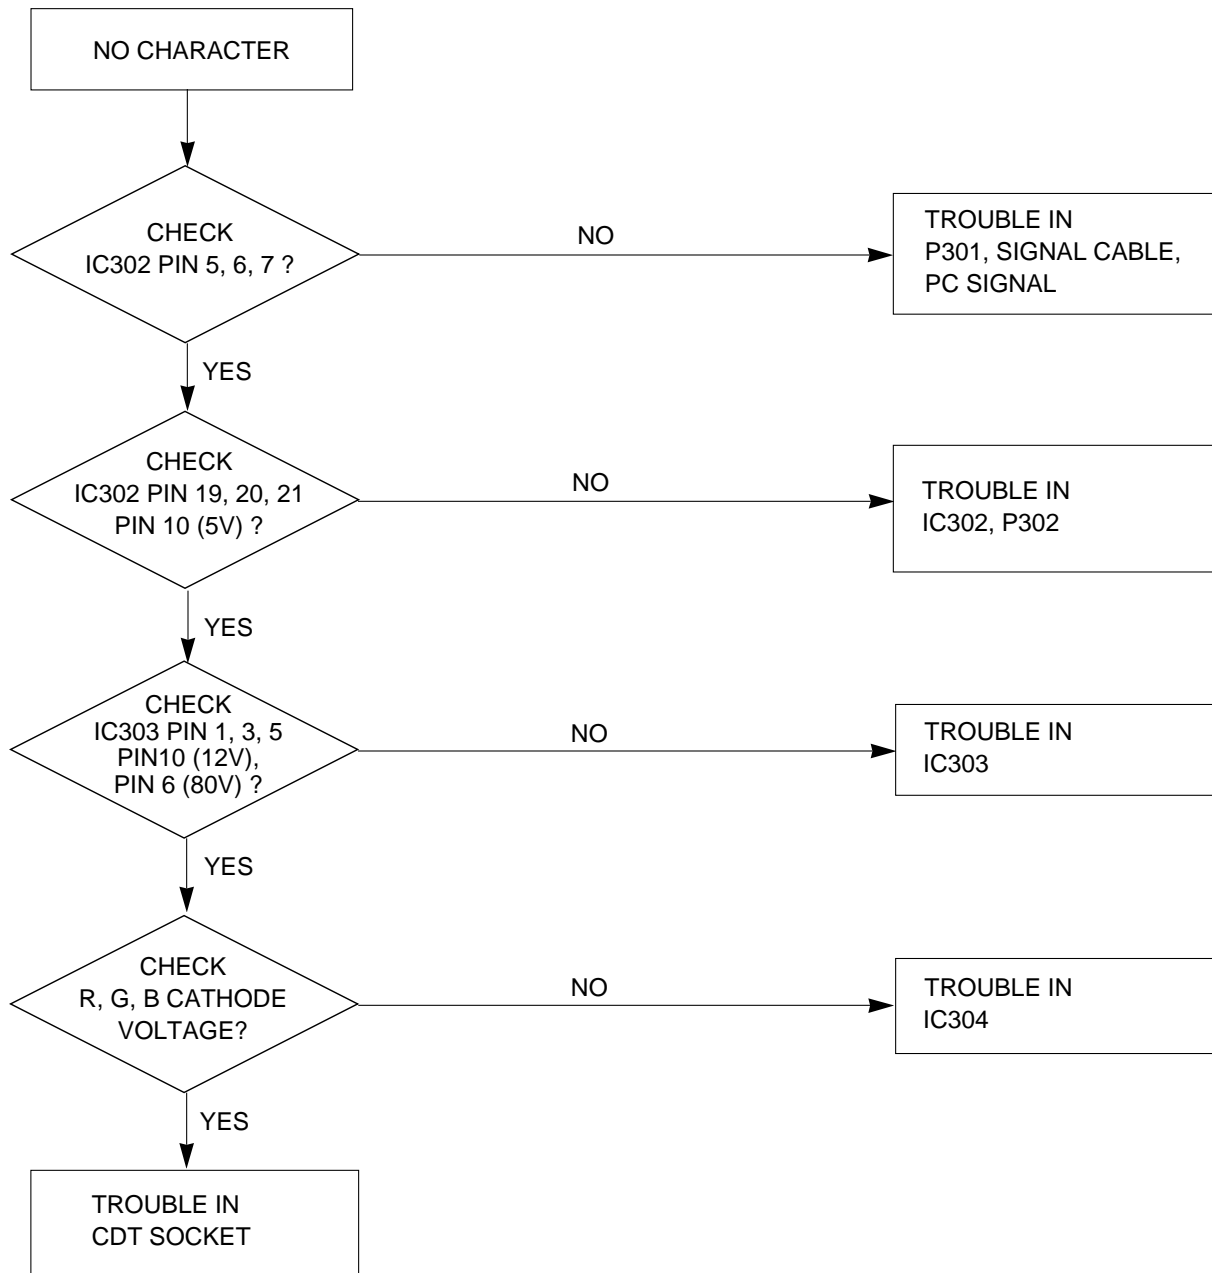 NO CHARACTER
CHECK
IC302 PIN 5, 6, 7 ?
NO
TROUBLE IN
P301, SIGNAL CABLE,
PC SIGNAL
YES
CHECK
IC302 PIN 19, 20, 21
PIN 10 (5V) ?
NO
TROUBLE IN
IC302, P302
YES
CHECK
IC303 PIN 1, 3, 5
PIN10 (12V),
PIN 6 (80V) ?
NO
TROUBLE IN
IC303
YES
CHECK
R, G, B CATHODE
VOLTAGE?
NO
TROUBLE IN
IC304
YES
TROUBLE IN
CDT SOCKET